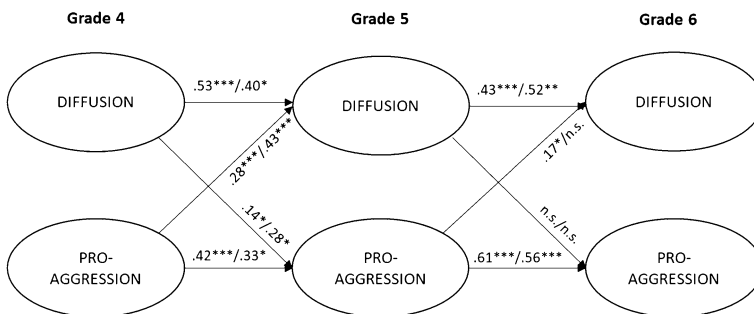 Grade 4
Grade 5
Grade 6
DIFFUSION
.53***/.40*
DIFFUSION
.43***/.52**
DIFFUSION
.28***/.43***
.14*/.28*
.17*/n.s.
n.s./n.s.
PRO-
AGGRESSION
.42***/.33*
PRO-
AGGRESSION
.61***/.56***
PRO-
AGGRESSION